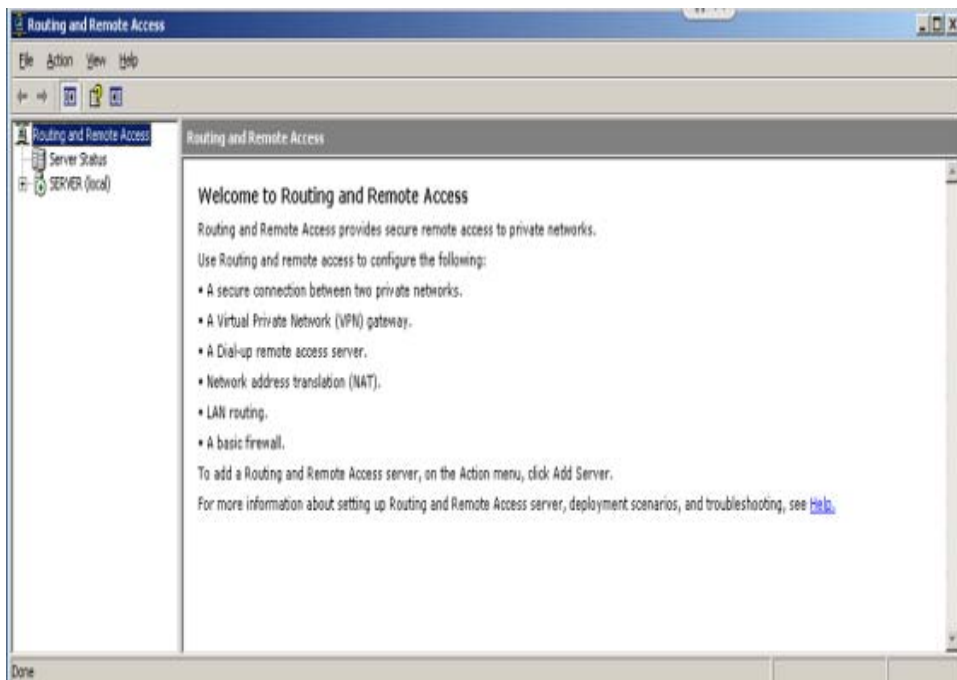 Routing and Remote Access
File Action View Help
Routing and Remote Access
Server Status
SERVER (local)
Routing and Remote Access
Welcome to Routing and Remote Access
Routing and Remote Access provides secure remote access to private networks.
Use Routing and remote access to configure the following:
• A secure connection between two private networks.
• A Virtual Private Network (VPN) gateway.
• A Dial-up remote access server.
• Network address translation (NAT).
• LAN routing.
• A basic firewall.
To add a Routing and Remote Access server, on the Action menu, click Add Server.
For more information about setting up Routing and Remote Access server, deployment scenarios, and troubleshooting, see Help.
Done